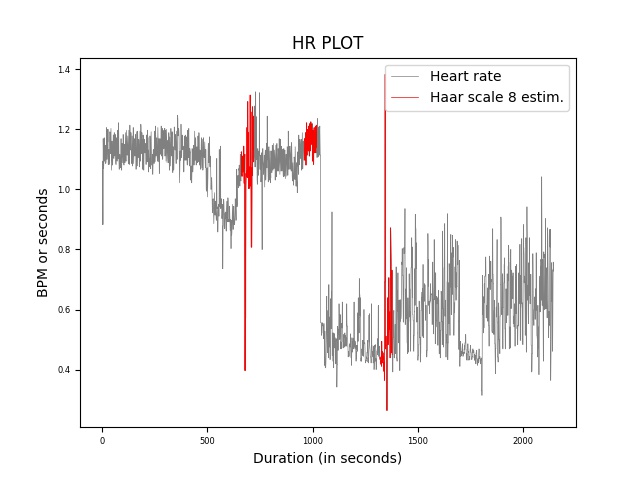 HR PLOT
Heart rate
Haar scale 8 estim.
1.4
1.2
1.0
0.8
0.6
0.4
BPM or seconds
0 500 1000 1500 2000
Duration (in seconds)